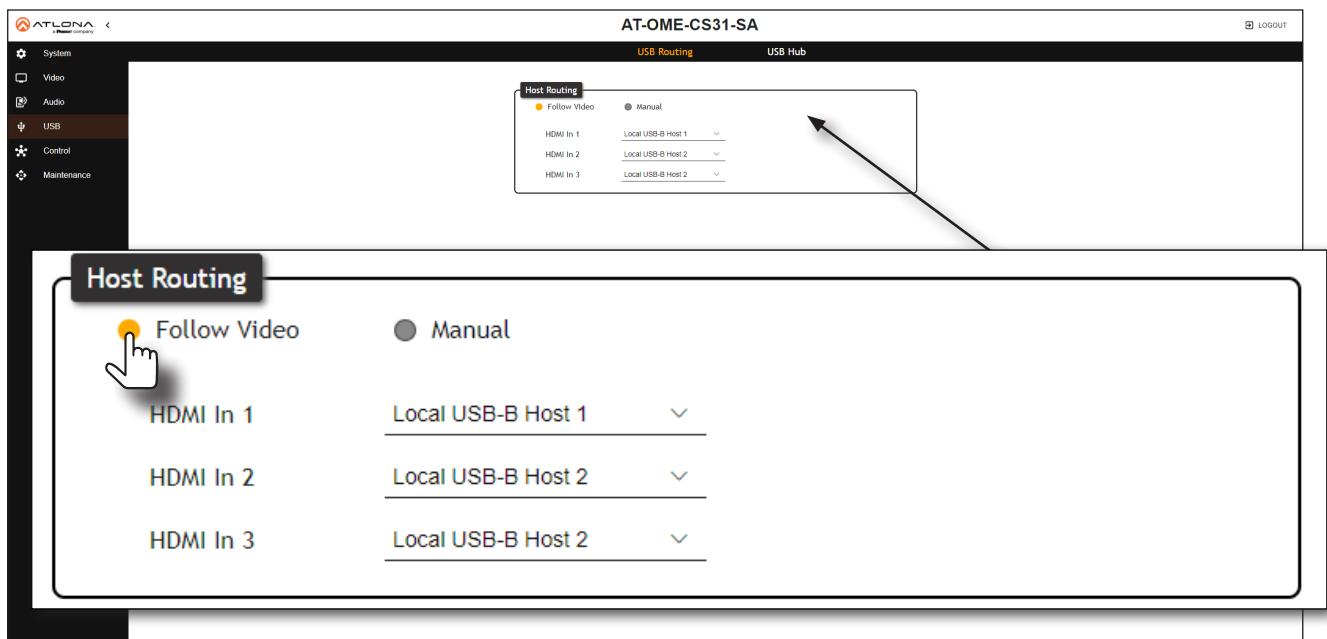 ATLONA
a Panduit company
AT-OME-CS31-SA
LOGOUT
System
USB Routing
USB Hub
Video
Audio
USB
Control
Maintenance
Host Routing
Follow Video
Manual
HDMI In 1
Local USB-B Host 1
HDMI In 2
Local USB-B Host 2
HDMI In 3
Local USB-B Host 2
Host Routing
Follow Video
Manual
HDMI In 1
Local USB-B Host 1
HDMI In 2
Local USB-B Host 2
HDMI In 3
Local USB-B Host 2